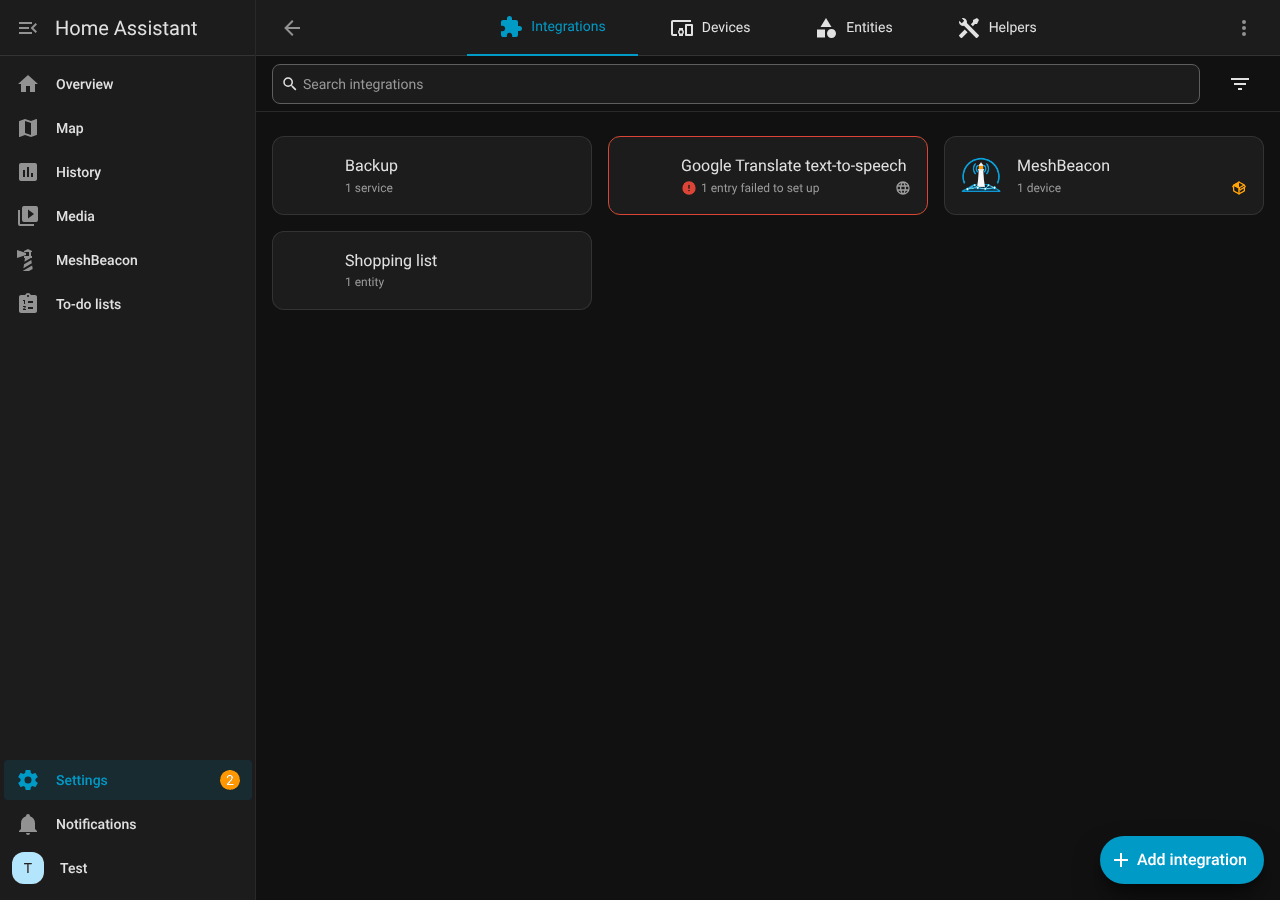 Home Assistant
Integrations
Devices
Entities
Helpers
Search integrations
Overview
Map
History
Media
MeshBeacon
To-do lists
Backup
1 service
Google Translate text-to-speech
1 entry failed to set up
MeshBeacon
1 device
Shopping list
1 entity
Settings
2
Notifications
T
Test
Add integration